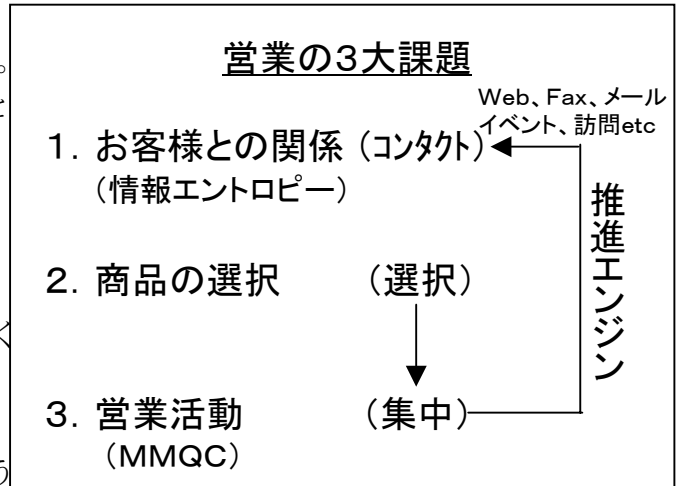 営業の3大課題
Web、Fax、メール
イベント、訪問etc
1. お客様との関係 (コンタクト)
(情報エントロピー)
2. 商品の選択 (選択)
3. 営業活動 (集中)
(MMQC)
推進エンジン